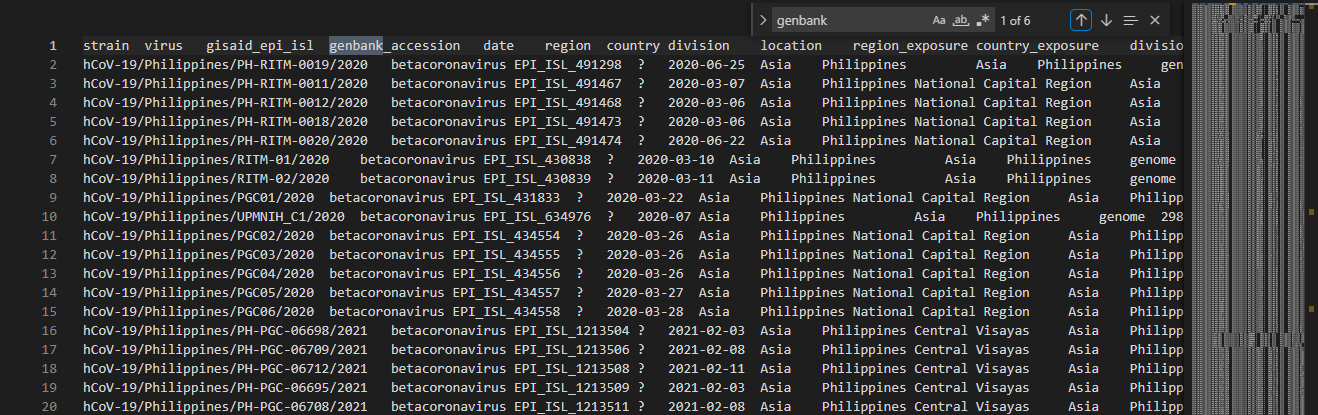 genbank Aa ab .* 1 of 6
1 strain virus gisaid_epi_isl genbank_accession date region country division location region_exposure country_exposure divisio
2 hCoV-19/Philippines/PH-RITM-0019/2020 betacoronavirus EPI_ISL_491298 ? 2020-06-25 Asia Philippines Asia Philippines gen
3 hCoV-19/Philippines/PH-RITM-0011/2020 betacoronavirus EPI_ISL_491467 ? 2020-03-07 Asia Philippines National Capital Region Asia
4 hCoV-19/Philippines/PH-RITM-0012/2020 betacoronavirus EPI_ISL_491468 ? 2020-03-06 Asia Philippines National Capital Region Asia
5 hCoV-19/Philippines/PH-RITM-0018/2020 betacoronavirus EPI_ISL_491473 ? 2020-03-06 Asia Philippines National Capital Region Asia
6 hCoV-19/Philippines/PH-RITM-0020/2020 betacoronavirus EPI_ISL_491474 ? 2020-06-22 Asia Philippines National Capital Region Asia
7 hCoV-19/Philippines/RITM-01/2020 betacoronavirus EPI_ISL_430838 ? 2020-03-10 Asia Philippines Asia Philippines genome
8 hCoV-19/Philippines/RITM-02/2020 betacoronavirus EPI_ISL_430839 ? 2020-03-11 Asia Philippines Asia Philippines genome
9 hCoV-19/Philippines/PGC01/2020 betacoronavirus EPI_ISL_431833 ? 2020-03-22 Asia Philippines National Capital Region Asia Philipp
10 hCoV-19/Philippines/UPMNIH_C1/2020 betacoronavirus EPI_ISL_634976 ? 2020-07 Asia Philippines Asia Philippines genome 298
11 hCoV-19/Philippines/PGC02/2020 betacoronavirus EPI_ISL_434554 ? 2020-03-26 Asia Philippines National Capital Region Asia Philipp
12 hCoV-19/Philippines/PGC03/2020 betacoronavirus EPI_ISL_434555 ? 2020-03-26 Asia Philippines National Capital Region Asia Philipp
13 hCoV-19/Philippines/PGC04/2020 betacoronavirus EPI_ISL_434556 ? 2020-03-26 Asia Philippines National Capital Region Asia Philipp
14 hCoV-19/Philippines/PGC05/2020 betacoronavirus EPI_ISL_434557 ? 2020-03-27 Asia Philippines National Capital Region Asia Philipp
15 hCoV-19/Philippines/PGC06/2020 betacoronavirus EPI_ISL_434558 ? 2020-03-28 Asia Philippines National Capital Region Asia Philipp
16 hCoV-19/Philippines/PH-PGC-06698/2021 betacoronavirus EPI_ISL_1213504 ? 2021-02-03 Asia Philippines Central Visayas Asia Philipp
17 hCoV-19/Philippines/PH-PGC-06709/2021 betacoronavirus EPI_ISL_1213506 ? 2021-02-08 Asia Philippines Central Visayas Asia Philipp
18 hCoV-19/Philippines/PH-PGC-06712/2021 betacoronavirus EPI_ISL_1213508 ? 2021-02-11 Asia Philippines Central Visayas Asia Philipp
19 hCoV-19/Philippines/PH-PGC-06695/2021 betacoronavirus EPI_ISL_1213509 ? 2021-02-03 Asia Philippines Central Visayas Asia Philipp
20 hCoV-19/Philippines/PH-PGC-06708/2021 betacoronavirus EPI_ISL_1213511 ? 2021-02-08 Asia Philippines Central Visayas Asia Philipp